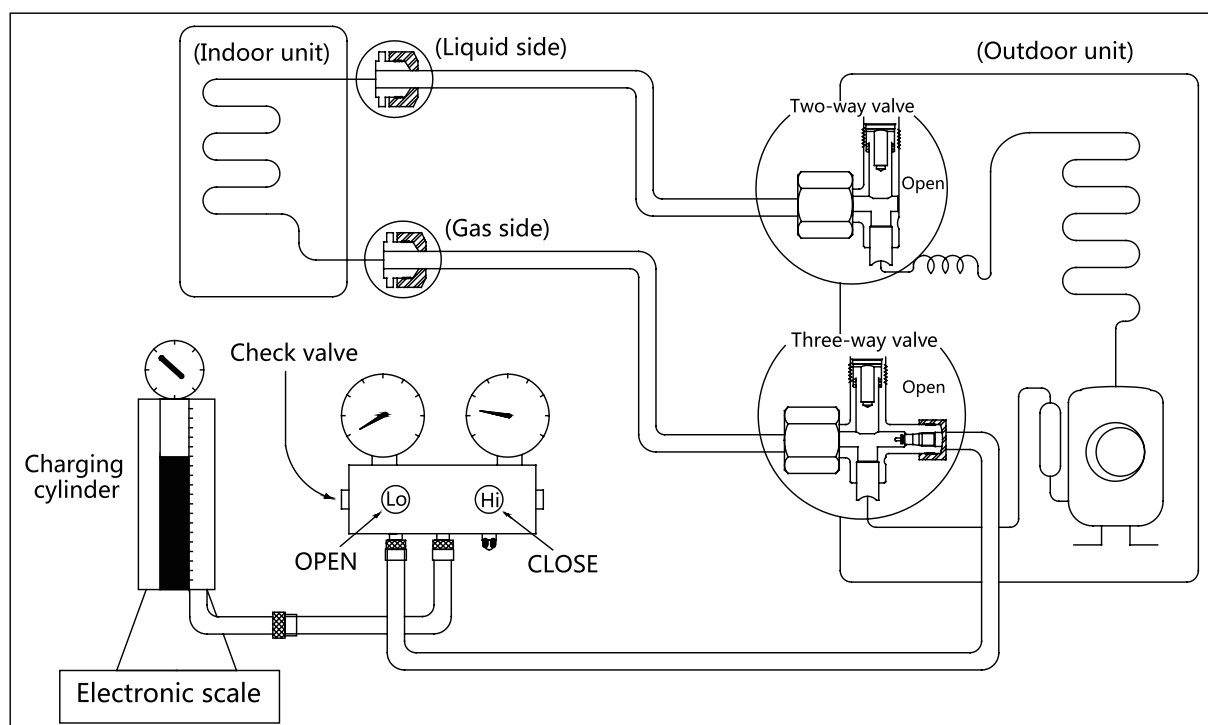 (Indoor unit)
(Liquid side)
(Outdoor unit)
Two-way valve
Open
(Gas side)
Three-way valve
Open
Check valve
Charging
cylinder
Lo
Hi
OPEN
CLOSE
Electronic scale